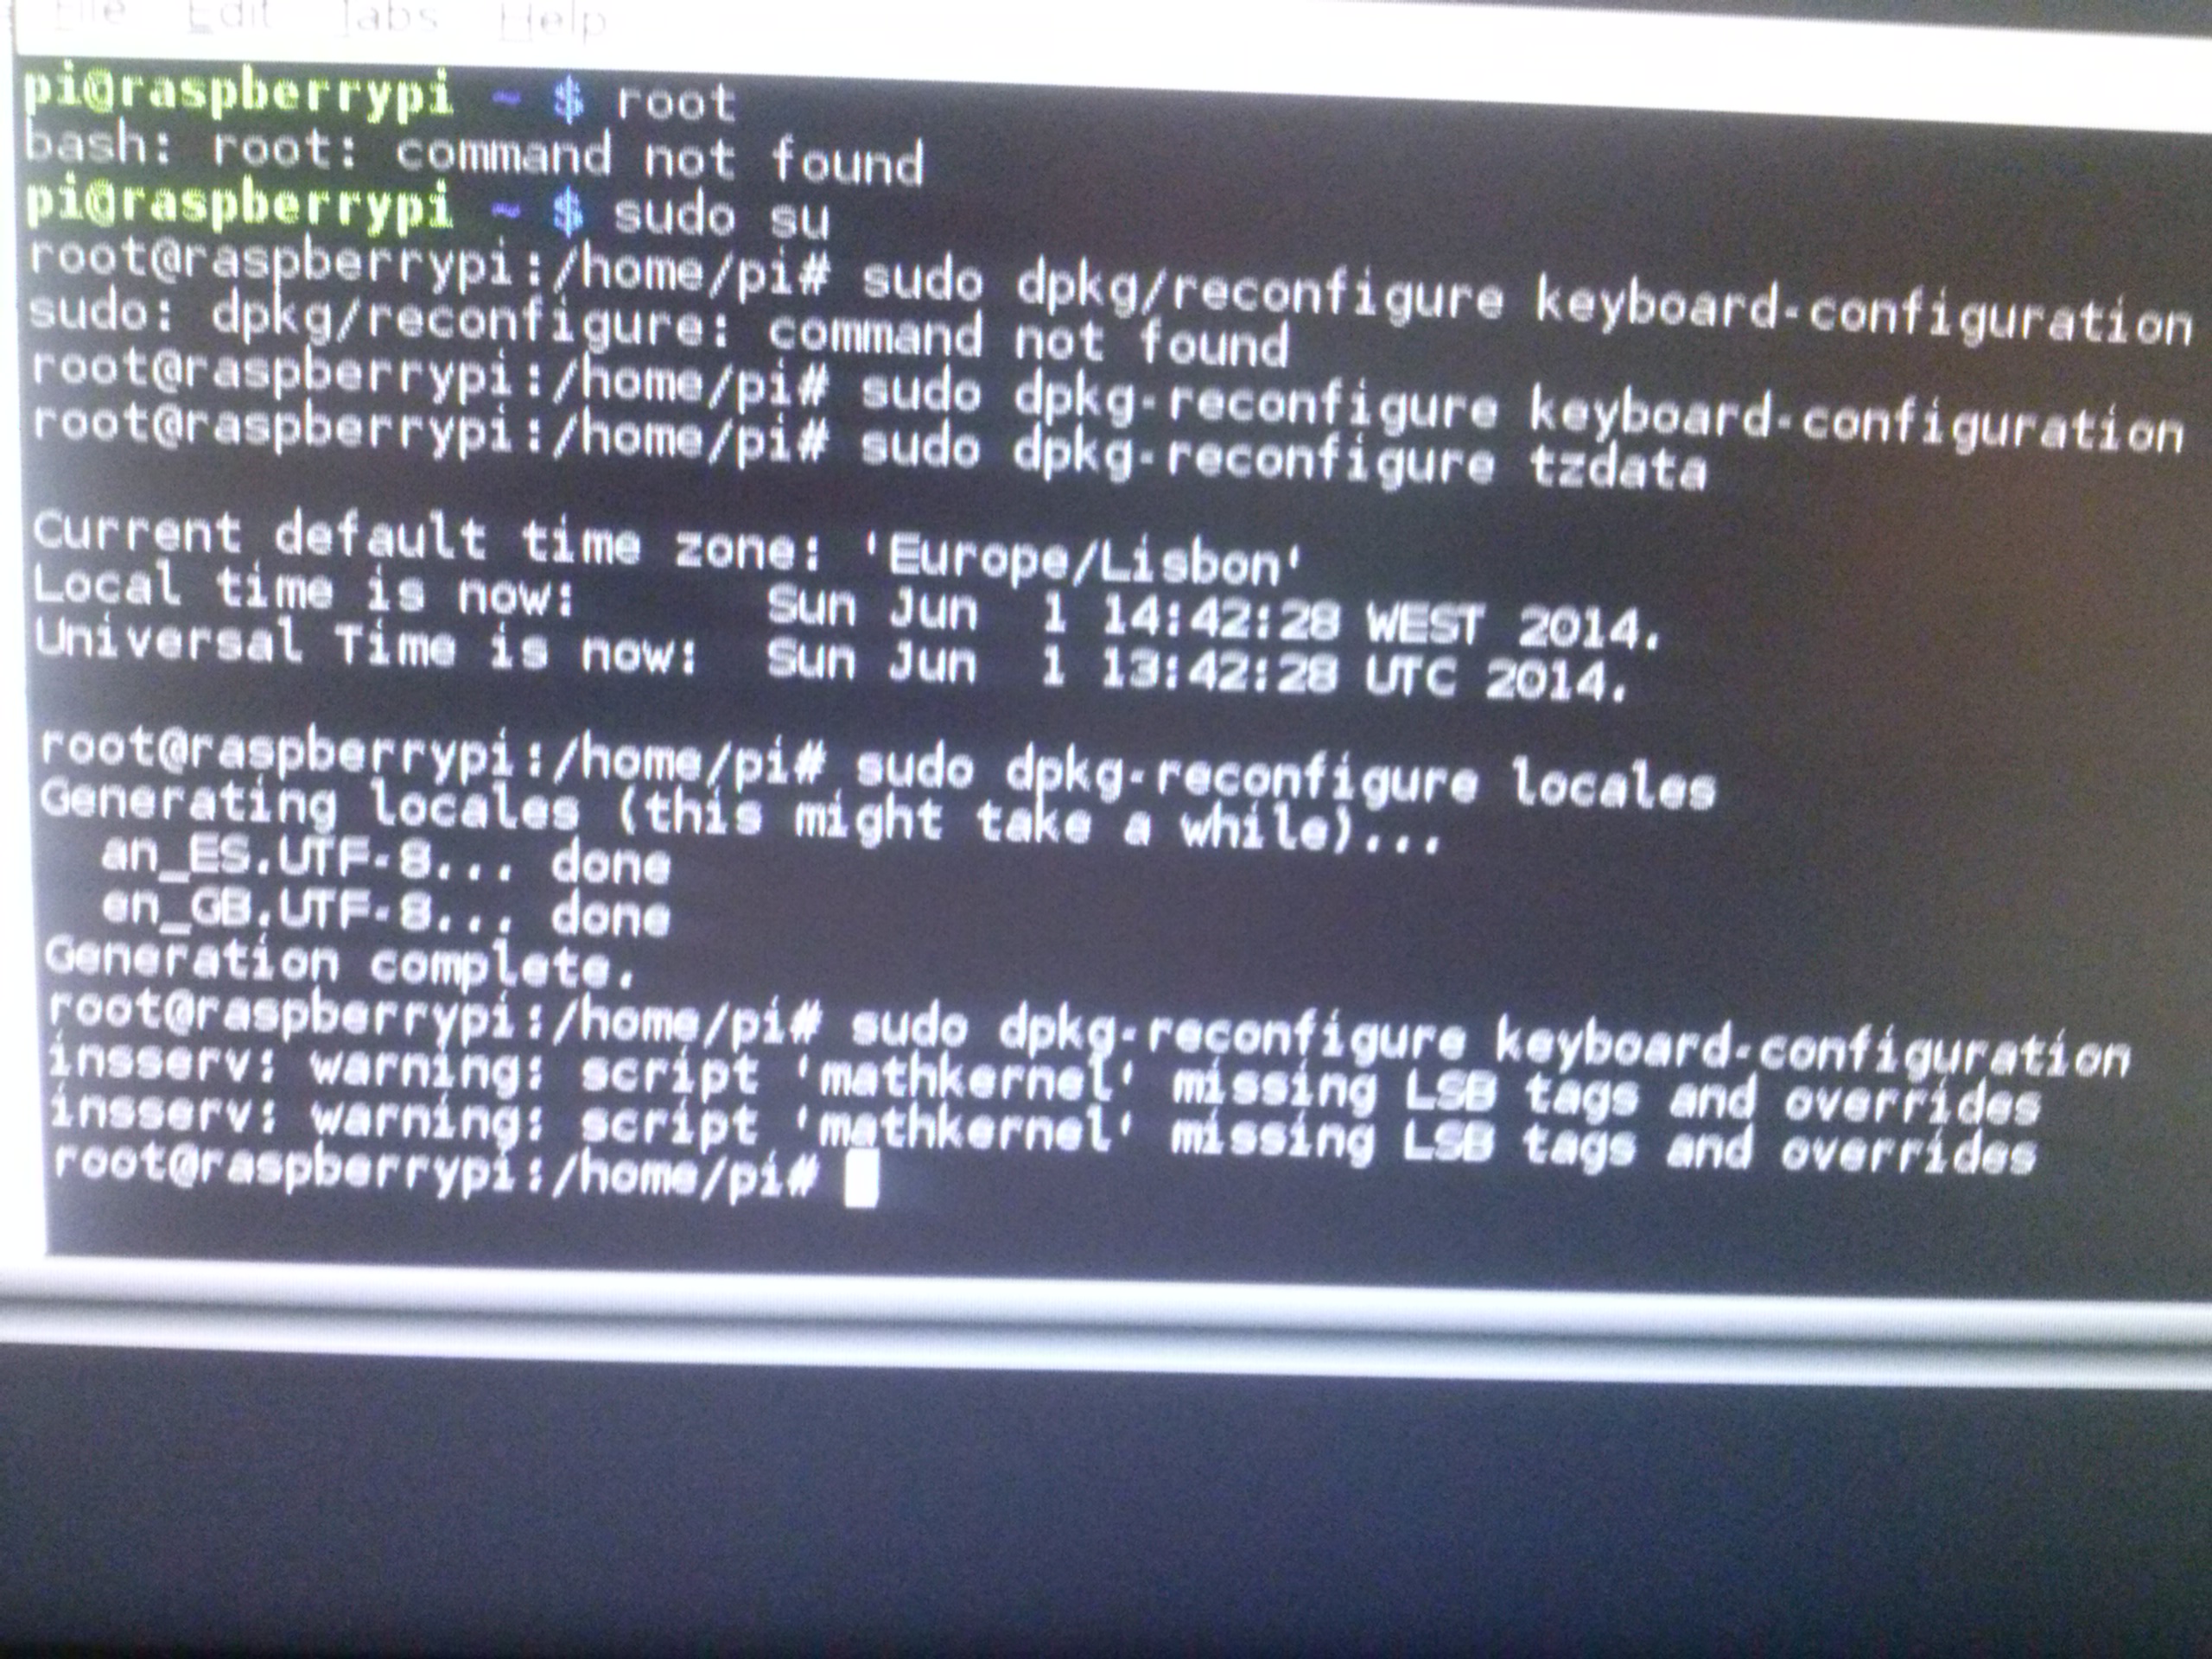 File Edit Tabs Help
pi@raspberrypi ~ $ root
bash: root: command not found
pi@raspberrypi ~ $ sudo su
root@raspberrypi:/home/pi# sudo dpkg/reconfigure keyboard-configuration
sudo: dpkg/reconfigure: command not found
root@raspberrypi:/home/pi# sudo dpkg-reconfigure keyboard-configuration
root@raspberrypi:/home/pi# sudo dpkg-reconfigure tzdata
Current default time zone: 'Europe/Lisbon'
Local time is now: Sun Jun 1 14:42:28 WEST 2014.
Universal Time is now: Sun Jun 1 13:42:28 UTC 2014.
root@raspberrypi:/home/pi# sudo dpkg-reconfigure locales
Generating locales (this might take a while)...
an_ES.UTF-8... done
en_GB.UTF-8... done
Generation complete.
root@raspberrypi:/home/pi# sudo dpkg-reconfigure keyboard-configuration
insserv: warning: script 'mathkernel' missing LSB tags and overrides
insserv: warning: script 'mathkernel' missing LSB tags and overrides
root@raspberrypi:/home/pi#